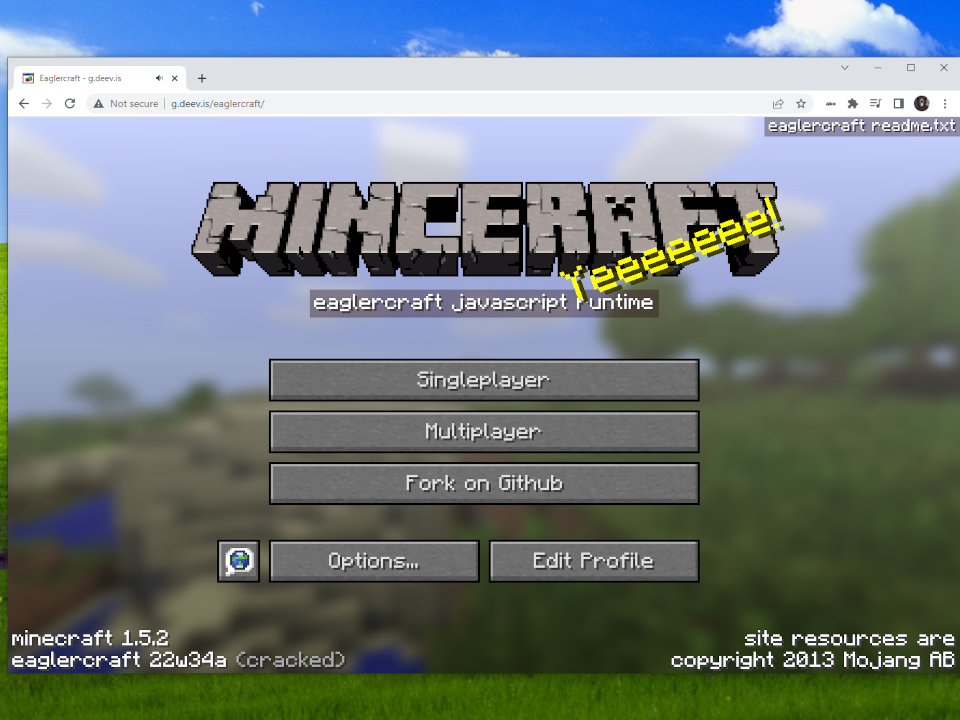 Eaglercraft - g.deev.is
Not secure | g.deev.is/eaglercraft/
eaglercraft readme.txt
MINCERAFT
Yeeeeeee!
eaglercraft javascript runtime
Singleplayer
Multiplayer
Fork on Github
Options...
Edit Profile
minecraft 1.5.2
eaglercraft 22w34a (cracked)
site resources are
copyright 2013 Mojang AB